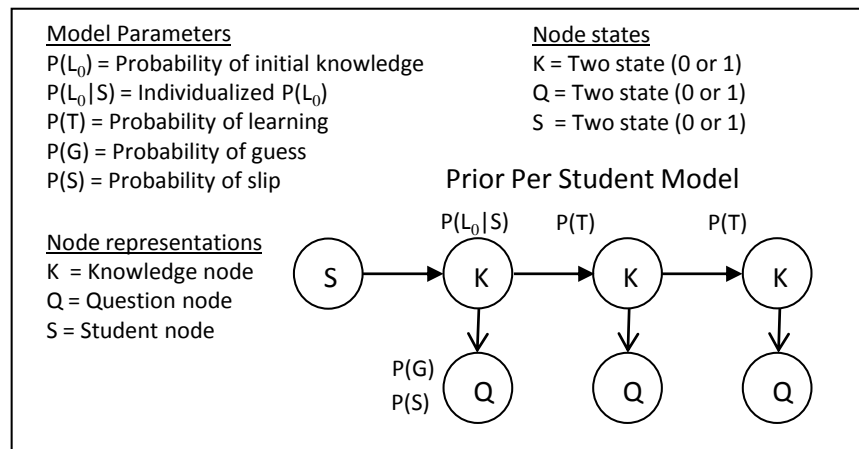 Model Parameters
P(L₀) = Probability of initial knowledge
P(L₀|S) = Individualized P(L₀)
P(T) = Probability of learning
P(G) = Probability of guess
P(S) = Probability of slip
Node states
K = Two state (0 or 1)
Q = Two state (0 or 1)
S = Two state (0 or 1)
Node representations
K = Knowledge node
Q = Question node
S = Student node
Prior Per Student Model
P(L₀|S) P(T) P(T)
S K K K
P(G)
P(S)
Q Q Q